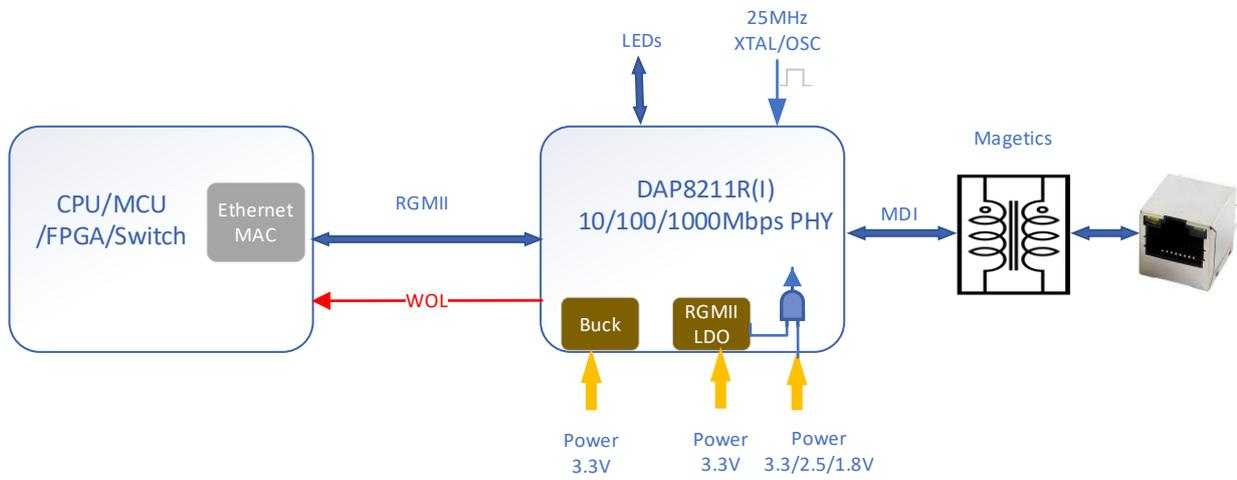 25MHz
XTAL/OSC
LEDs
Magetics
CPU/MCU
/FPGA/Switch
Ethernet
MAC
RGMII
WOL
DAP8211R(I)
10/100/1000Mbps PHY
MDI
Buck
RGMII
LDO
Power
3.3V
Power
3.3V
Power
3.3/2.5/1.8V